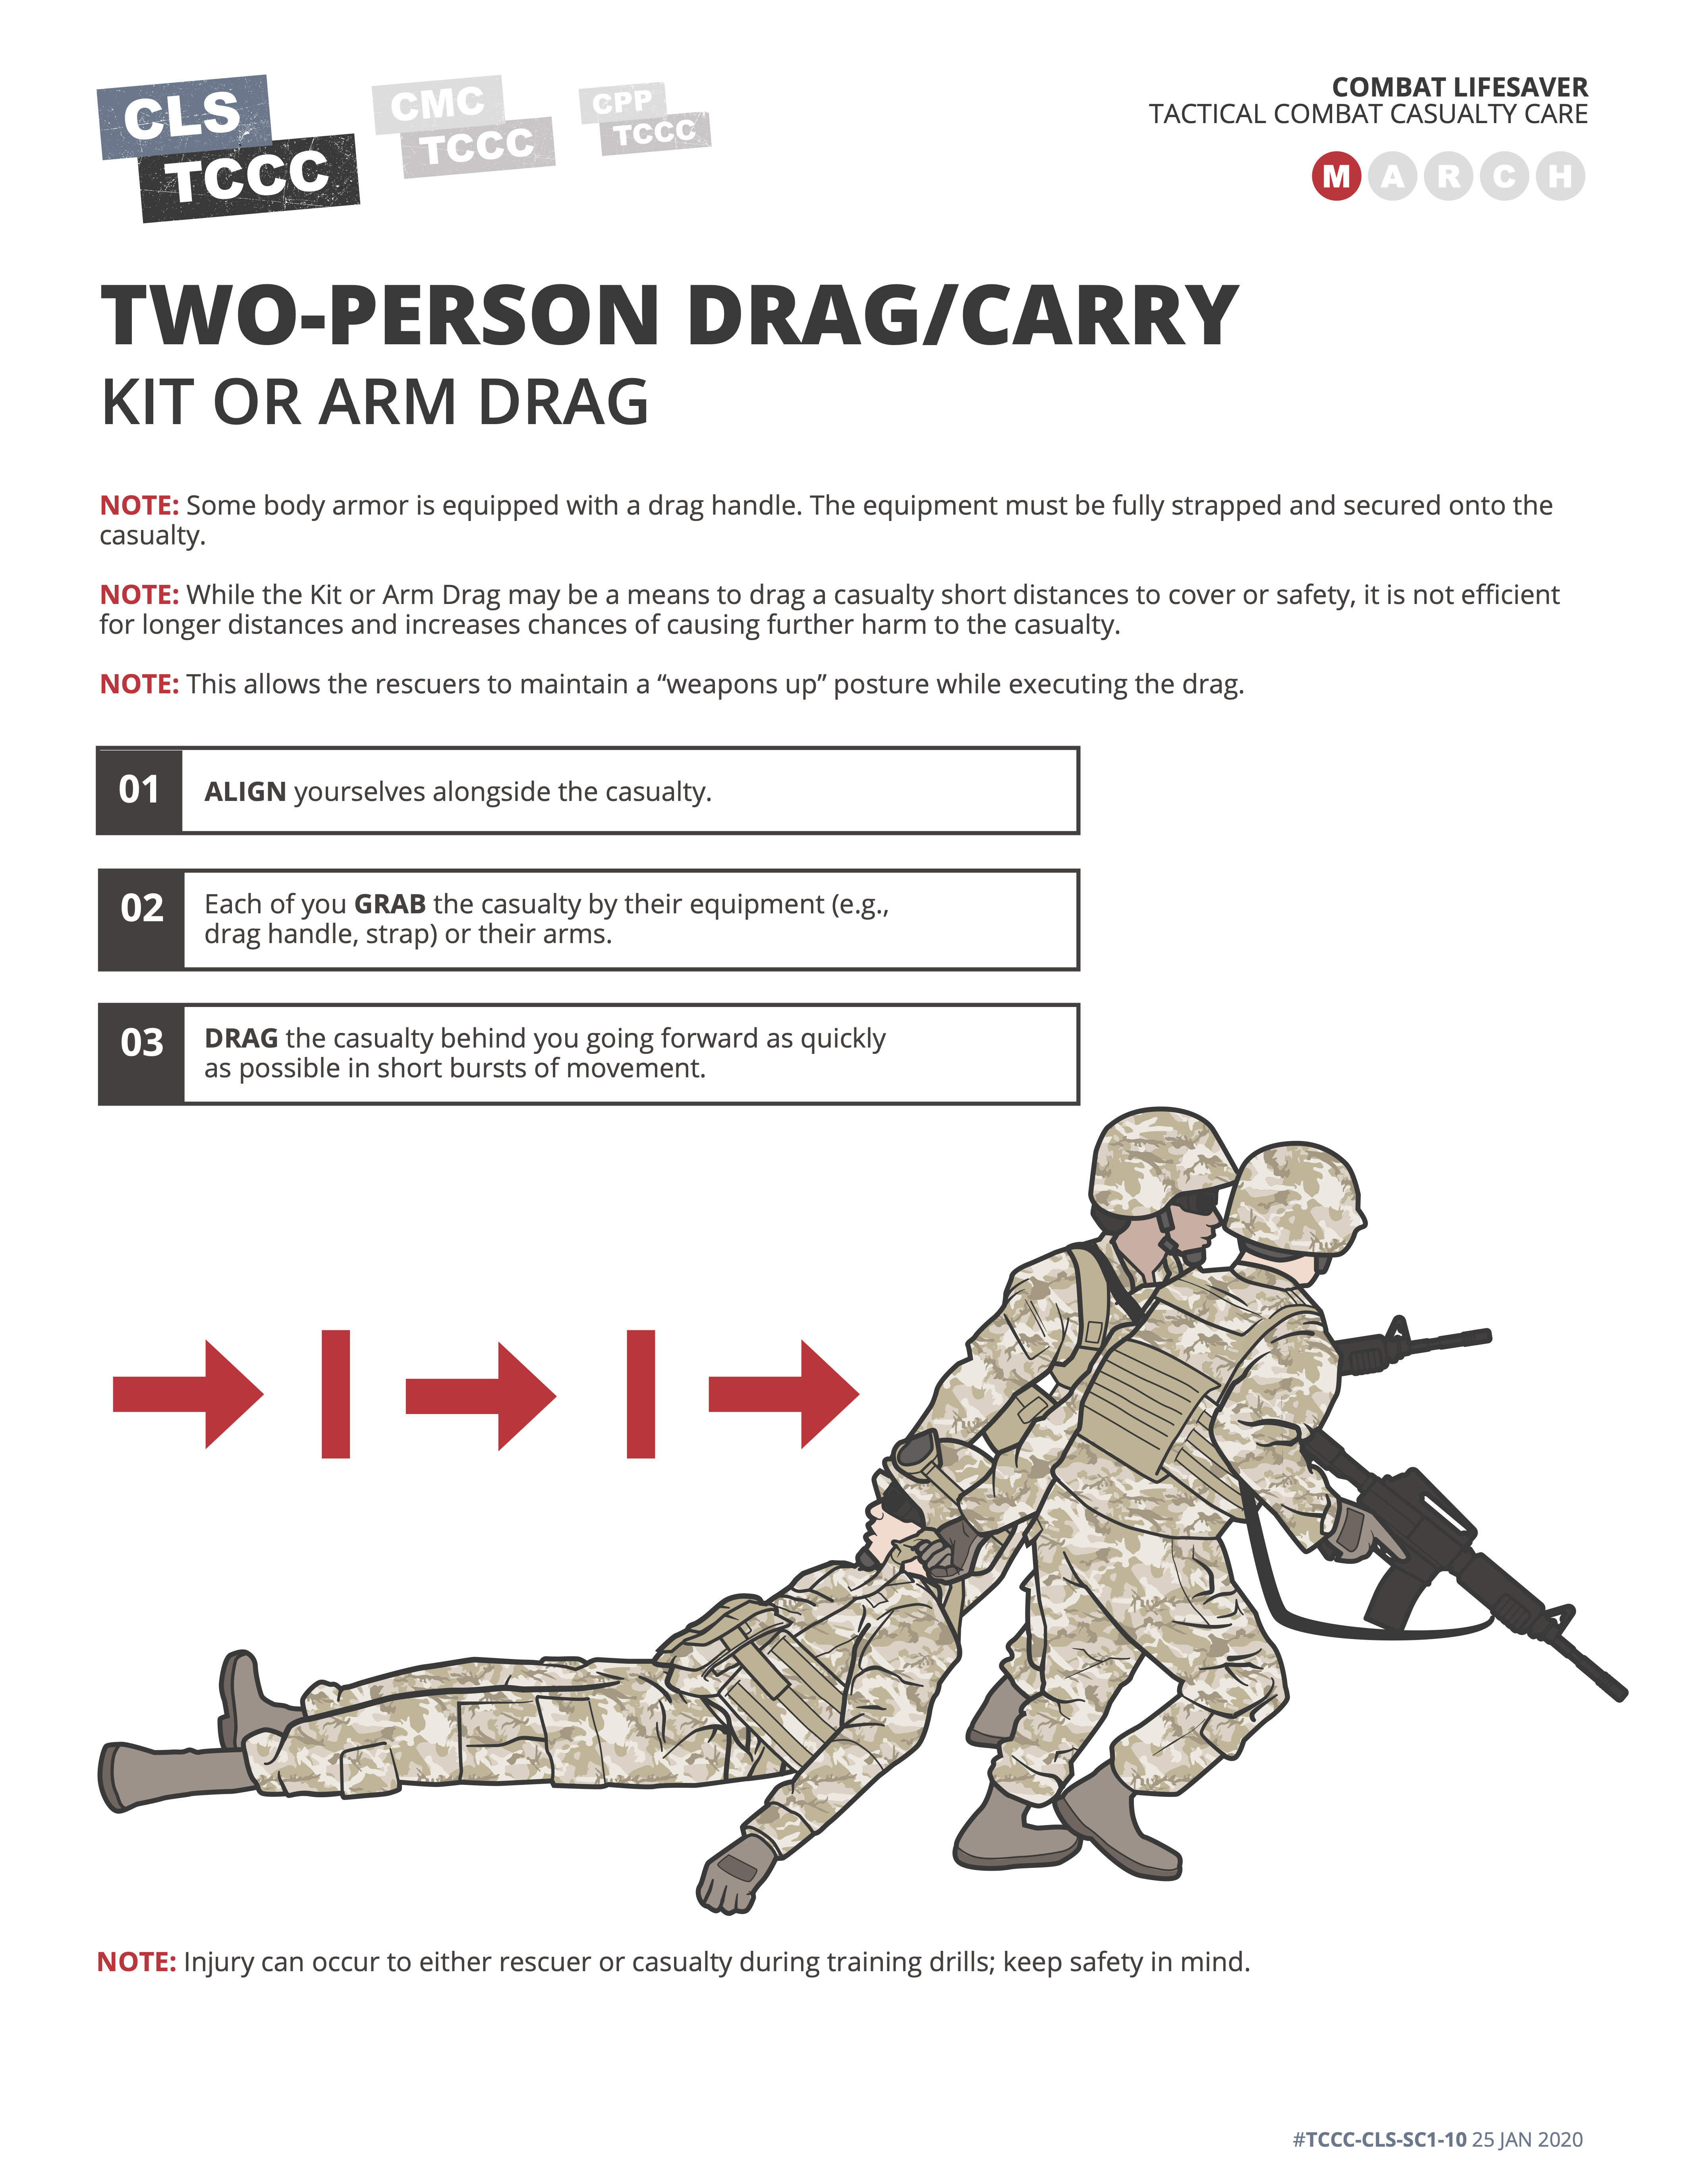 CLS
TCCC
CMC
TCCC
CPP
TCCC
COMBAT LIFESAVER
TACTICAL COMBAT CASUALTY CARE
M A R C H
TWO-PERSON DRAG/CARRY
KIT OR ARM DRAG
NOTE: Some body armor is equipped with a drag handle. The equipment must be fully strapped and secured onto the
casualty.
NOTE: While the Kit or Arm Drag may be a means to drag a casualty short distances to cover or safety, it is not efficient
for longer distances and increases chances of causing further harm to the casualty.
NOTE: This allows the rescuers to maintain a “weapons up” posture while executing the drag.
01 ALIGN yourselves alongside the casualty.
02 Each of you GRAB the casualty by their equipment (e.g.,
drag handle, strap) or their arms.
03 DRAG the casualty behind you going forward as quickly
as possible in short bursts of movement.
NOTE: Injury can occur to either rescuer or casualty during training drills; keep safety in mind.
#TCCC-CLS-SC1-10 25 JAN 2020